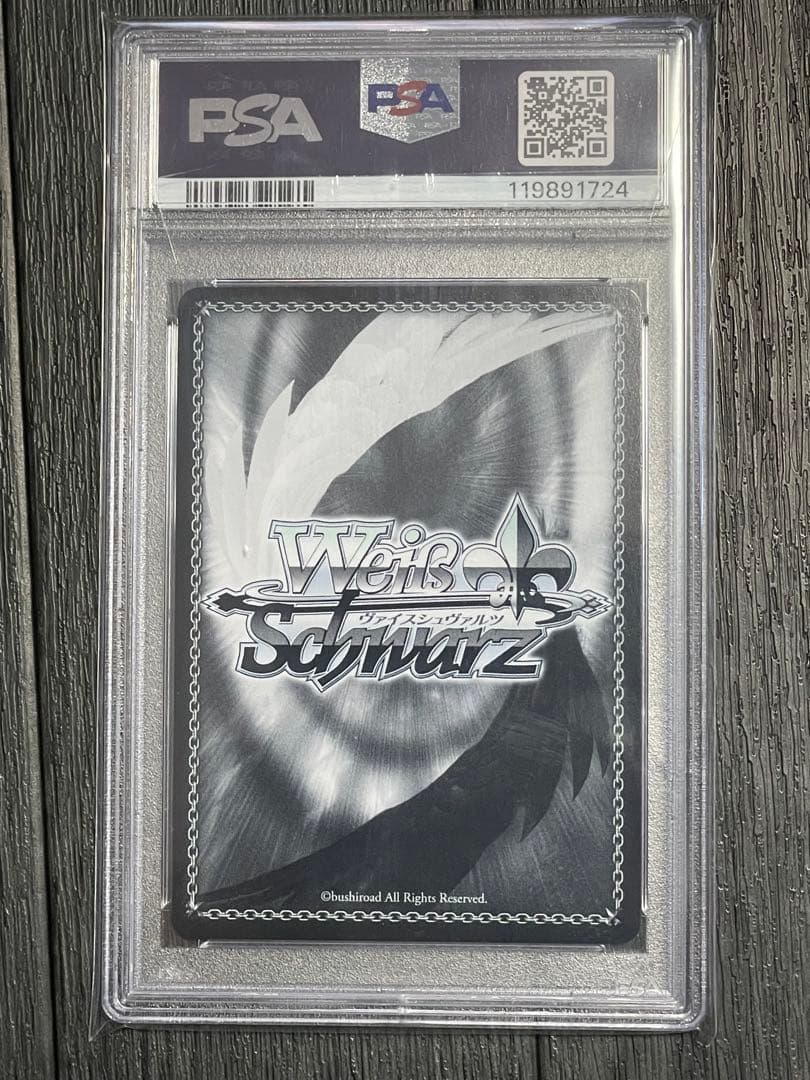 PSA
PSA
119891724
Weiß
ヴァイスシュヴァルツ
Schwarz
©bushiroad All Rights Reserved.